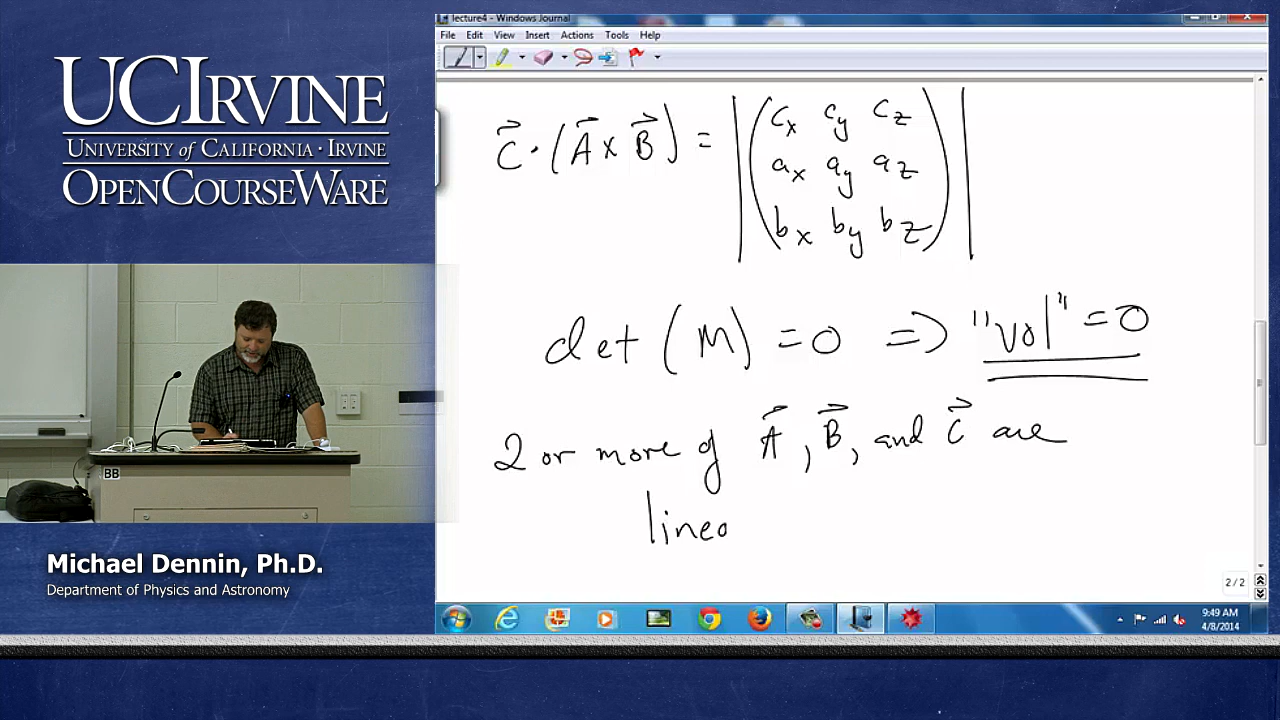 lecture4 - Windows Journal
File Edit View Insert Actions Tools Help
UCIRVINE
UNIVERSITY of CALIFORNIA · IRVINE
OPENCOURSEWARE
C⃗ · (A⃗ x B⃗) = |(cx cy cz
ax ay az
bx by bz)|
det (M) = 0 => "vol" = 0
2 or more of A⃗, B⃗, and C⃗ are
linea
BB
Michael Dennin, Ph.D.
Department of Physics and Astronomy
2/2
9:49 AM
4/8/2014